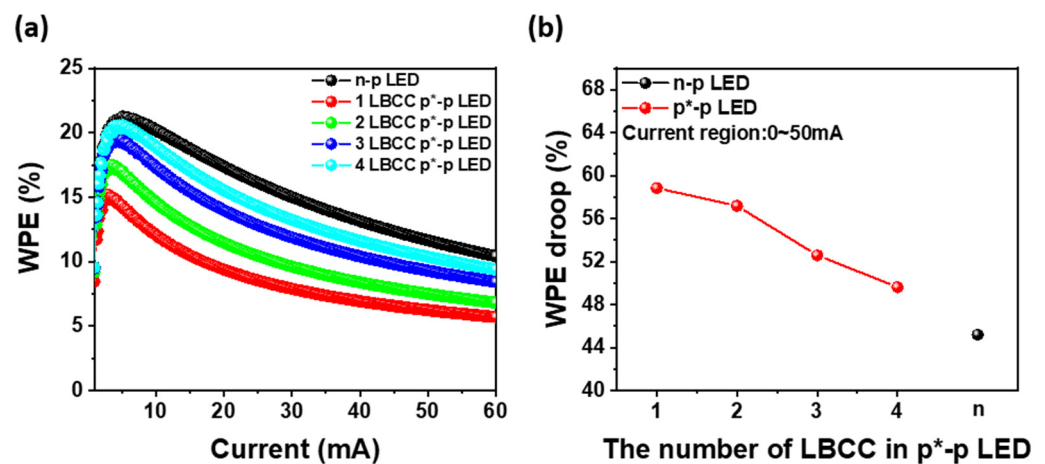 (a)
(b)
25
20
15
10
5
0
WPE (%)
n-p LED
1 LBCC p*-p LED
2 LBCC p*-p LED
3 LBCC p*-p LED
4 LBCC p*-p LED
10 20 30 40 50 60
Current (mA)
68
64
60
56
52
48
44
40
WPE droop (%)
n-p LED
p*-p LED
Current region:0~50mA
1 2 3 4 n
The number of LBCC in p*-p LED